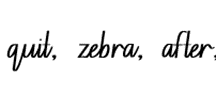 quit, zebra, after,